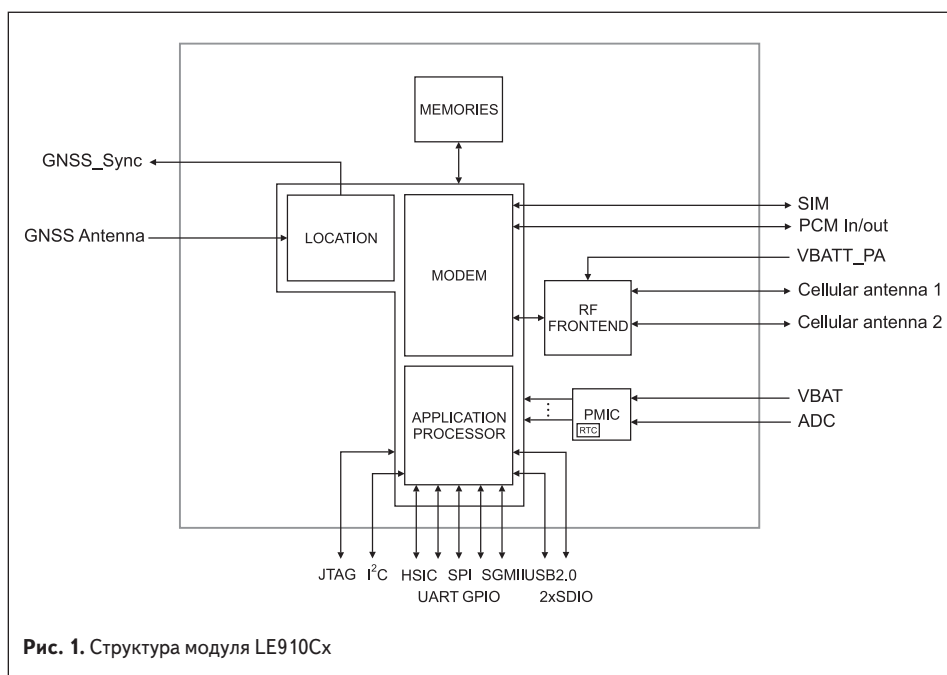 MEMORIES
GNSS_Sync
SIM
LOCATION
PCM In/out
GNSS Antenna
MODEM
VBATT_PA
RF
FRONTEND
Cellular antenna 1
Cellular antenna 2
APPLICATION
PROCESSOR
PMIC
RTC
VBAT
ADC
JTAG I²C HSIC SPI SGMII USB2.0
UART GPIO 2xSDIO
Рис. 1. Структура модуля LE910Cx